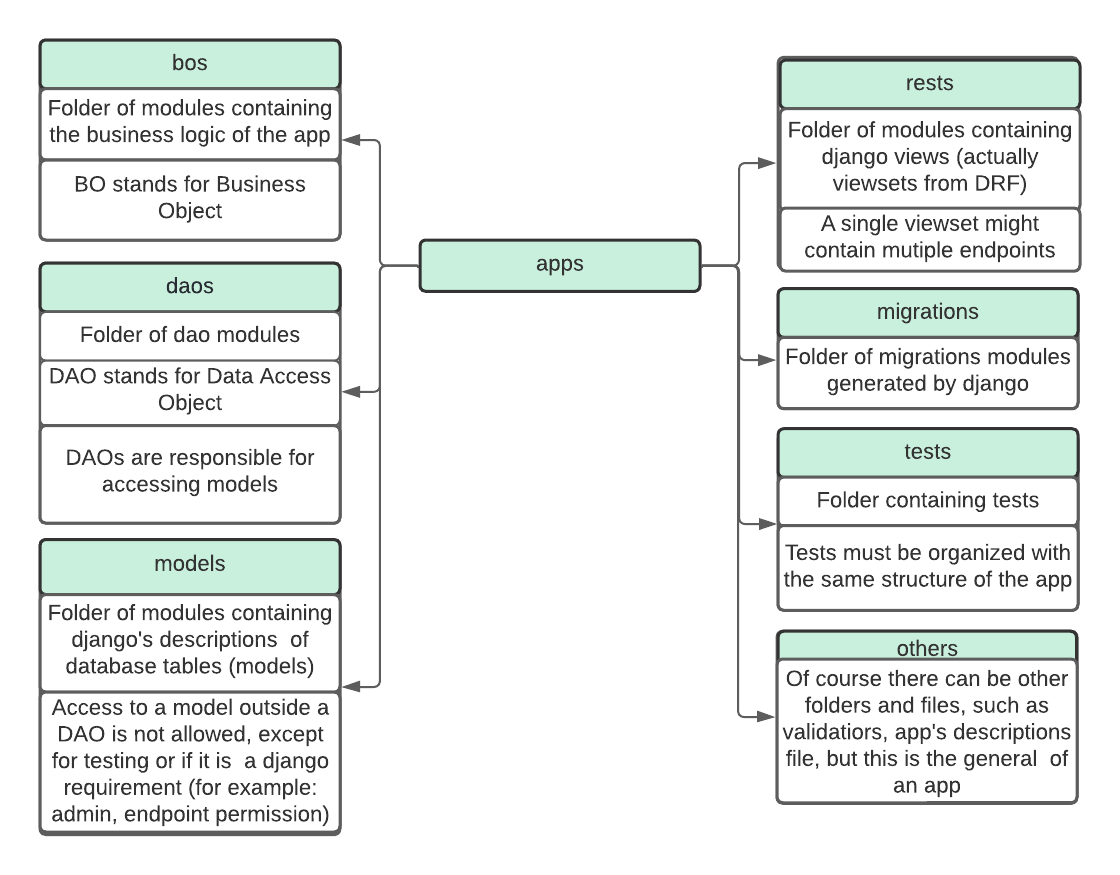 bos
Folder of modules containing
the business logic of the app
BO stands for Business
Object
daos
Folder of dao modules
DAO stands for Data Access
Object
DAOs are responsible for
accessing models
models
Folder of modules containing
django's descriptions  of
database tables (models)
Access to a model outside a
DAO is not allowed, except
for testing or if it is  a django
requirement (for example:
admin, endpoint permission)
apps
rests
Folder of modules containing
django views (actually
viewsets from DRF)
A single viewset might
contain mutiple endpoints
migrations
Folder of migrations modules
generated by django
tests
Folder containing tests
Tests must be organized with
the same structure of the app
others
Of course there can be other
folders and files, such as
validatiors, app's descriptions
file, but this is the general  of
an app